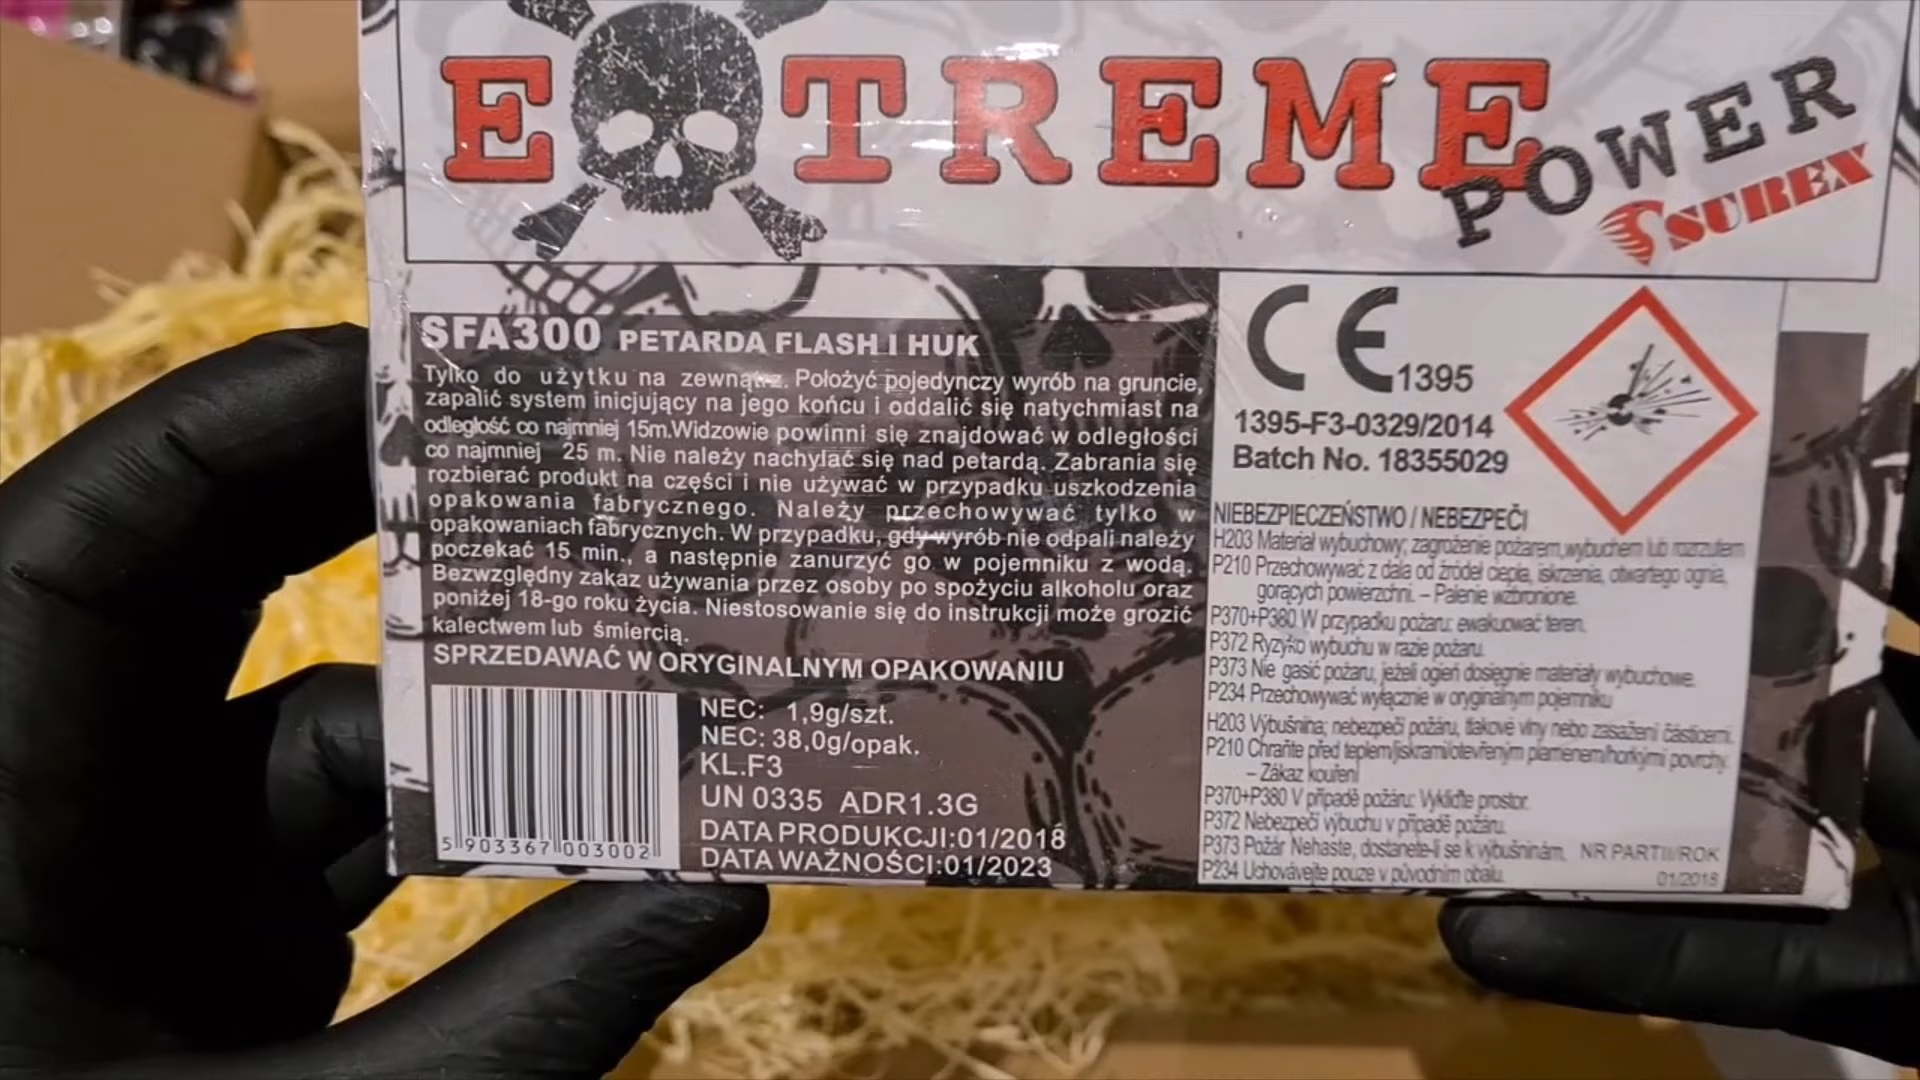 EXTREME
POWER
SUREX
SFA300 PETARDA FLASH I HUK
Tylko do użytku na zewnątrz. Położyć pojedynczy wyrób na gruncie,
zapalić system inicjujący na jego końcu i oddalić się natychmiast na
odległość co najmniej 15m.Widzowie powinni się znajdować w odległości
co najmniej 25 m. Nie należy nachylać się nad petardą. Zabrania się
rozbierać produkt na części i nie używać w przypadku uszkodzenia
opakowania fabrycznego. Należy przechowywać tylko w
opakowaniach fabrycznych. W przypadku, gdy wyrób nie odpali należy
poczekać 15 min., a następnie zanurzyć go w pojemniku z wodą.
Bezwzględny zakaz używania przez osoby po spożyciu alkoholu oraz
poniżej 18-go roku życia. Niestosowanie się do instrukcji może grozić
kalectwem lub śmiercią.
SPRZEDAWAĆ W ORYGINALNYM OPAKOWANIU
5 903367 003002
NEC: 1,9g/szt.
NEC: 38,0g/opak.
KL.F3
UN 0335 ADR1.3G
DATA PRODUKCJI:01/2018
DATA WAŻNOŚCI:01/2023
CE 1395
1395-F3-0329/2014
Batch No. 18355029
NIEBEZPIECZEŃSTWO / NEBEZPEČI
H203 Materiał wybuchowy; zagrożenie pożarem,wybuchem lub rozrzutem
P210 Przechowywać z dala od źródeł ciepła, iskrzenia, otwartego ognia,
gorących powierzchni. – Palenie wzbronione.
P370+P380 W przypadku pożaru: ewakuować teren.
P372 Ryzyko wybuchu w razie pożaru.
P373 Nie gasić pożaru, jeżeli ogień dosięgnie materiały wybuchowe.
P234 Przechowywać wyłącznie w oryginalnym pojemniku
H203 Výbušnina; nebezpečí požáru, tlakové vlny nebo zasažení částicemi.
P210 Chraňte před teplem/jiskrami/otevřeným plamenem/horkými povrchy.
– Zákaz kouření
P370+P380 V případě požáru: Vykliďte prostor.
P372 Nebezpečí výbuchu v případě požáru.
P373 Požár Nehaste, dostane-li se k výbušninám.
P234 Uchovávejte pouze v původním obalu.
NR PARTII/ROK
01/2018